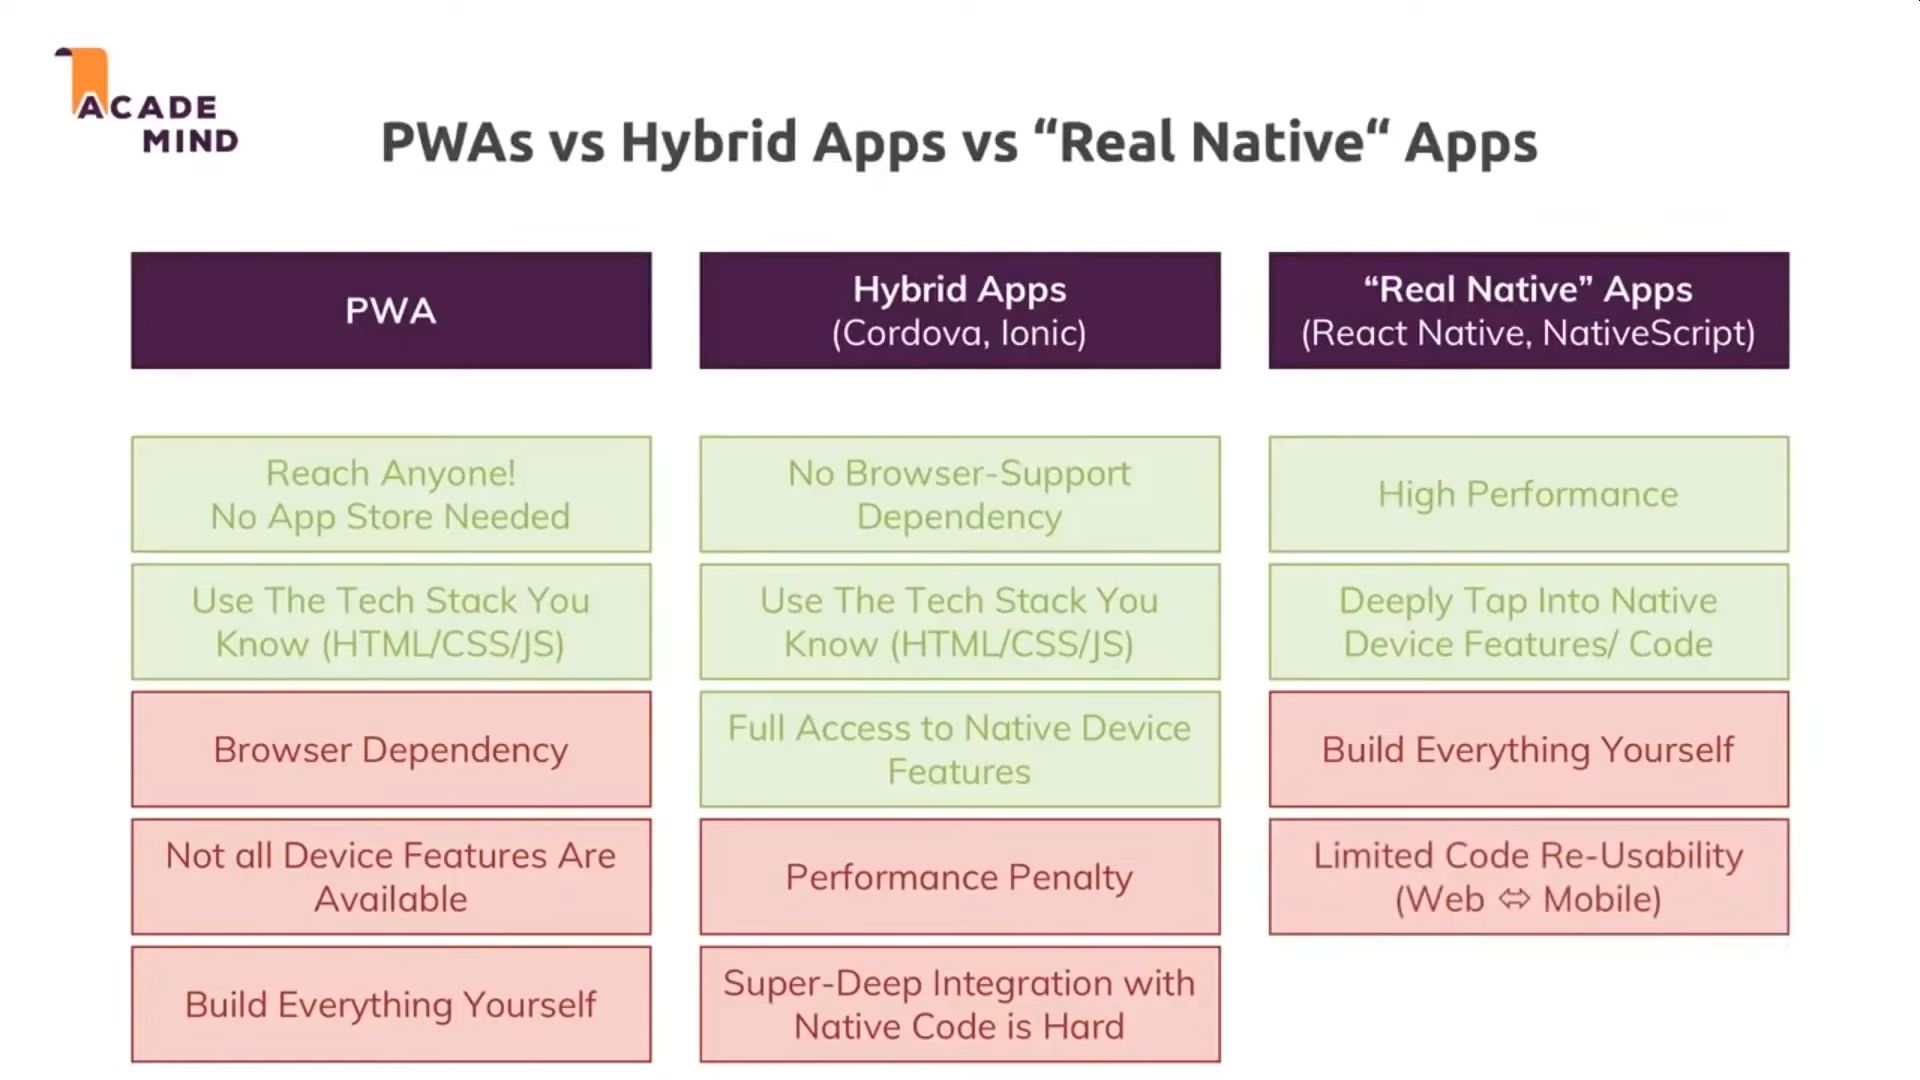 ACADE
MIND
PWAs vs Hybrid Apps vs “Real Native“ Apps
PWA
Hybrid Apps
(Cordova, Ionic)
“Real Native” Apps
(React Native, NativeScript)
Reach Anyone!
No App Store Needed
Use The Tech Stack You
Know (HTML/CSS/JS)
Browser Dependency
Not all Device Features Are
Available
Build Everything Yourself
No Browser-Support
Dependency
Use The Tech Stack You
Know (HTML/CSS/JS)
Full Access to Native Device
Features
Performance Penalty
Super-Deep Integration with
Native Code is Hard
High Performance
Deeply Tap Into Native
Device Features/ Code
Build Everything Yourself
Limited Code Re-Usability
(Web ⇔ Mobile)